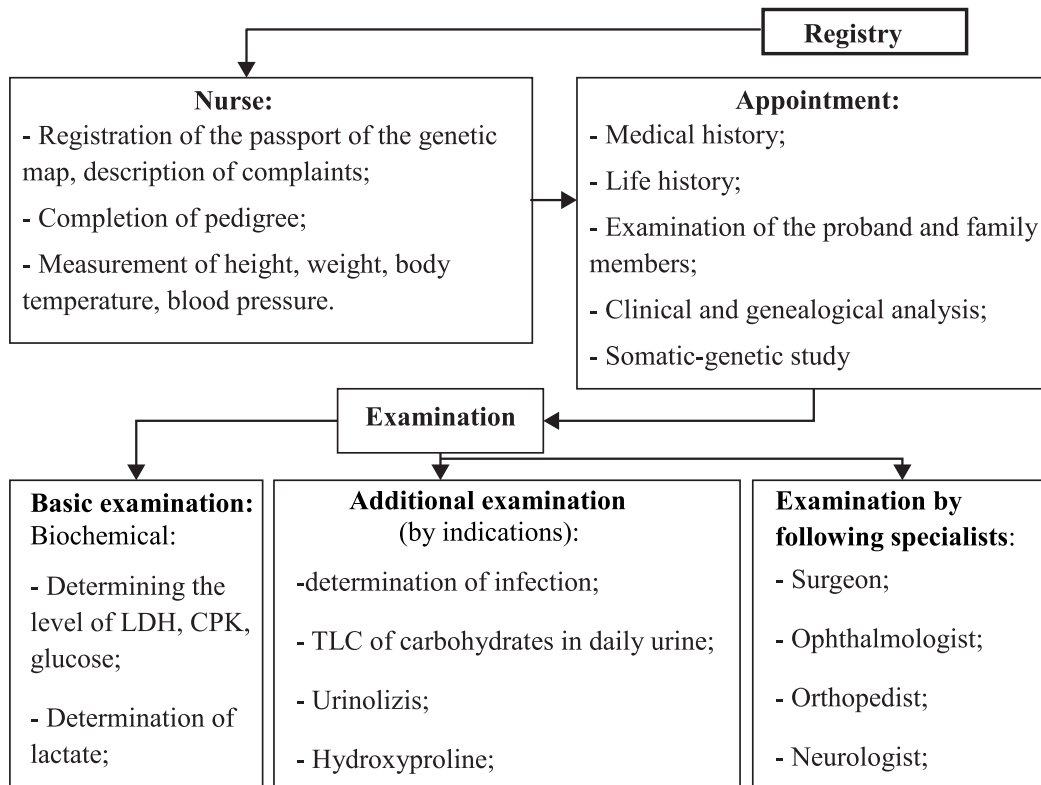 Registry
Nurse:
- Registration of the passport of the genetic
map, description of complaints;
- Completion of pedigree;
- Measurement of height, weight, body
temperature, blood pressure.
Appointment:
- Medical history;
- Life history;
- Examination of the proband and family
members;
- Clinical and genealogical analysis;
- Somatic-genetic study
Examination
Basic examination:
Biochemical:
- Determining the
level of LDH, CPK,
glucose;
- Determination of
lactate;
Additional examination
(by indications):
-determination of infection;
- TLC of carbohydrates in daily urine;
- Urinolizis;
- Hydroxyproline;
Examination by
following specialists:
- Surgeon;
- Ophthalmologist;
- Orthopedist;
- Neurologist;